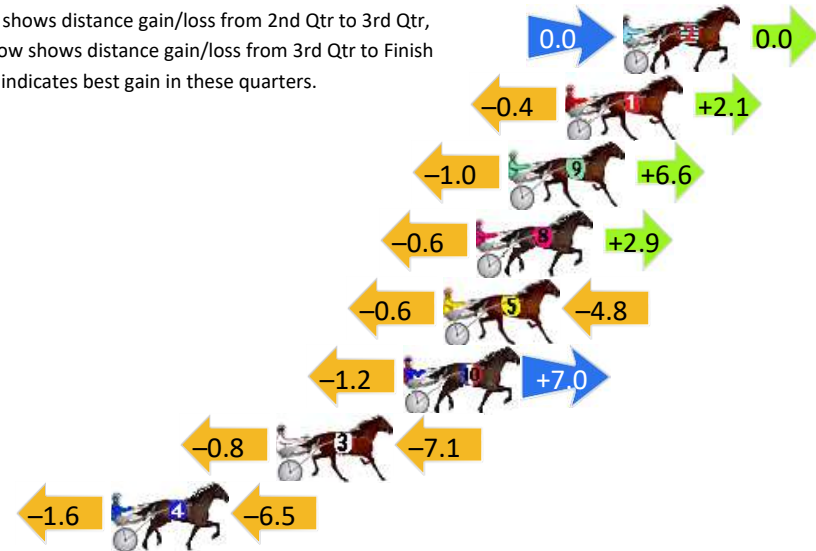 shows distance gain/loss from 2nd Qtr to 3rd Qtr,
ow shows distance gain/loss from 3rd Qtr to Finish
indicates best gain in these quarters.
0.0 0.0
–0.4 1 +2.1
–1.0 9 +6.6
–0.6 8 +2.9
–0.6 5 –4.8
–1.2 10 +7.0
–0.8 3 –7.1
–1.6 4 –6.5